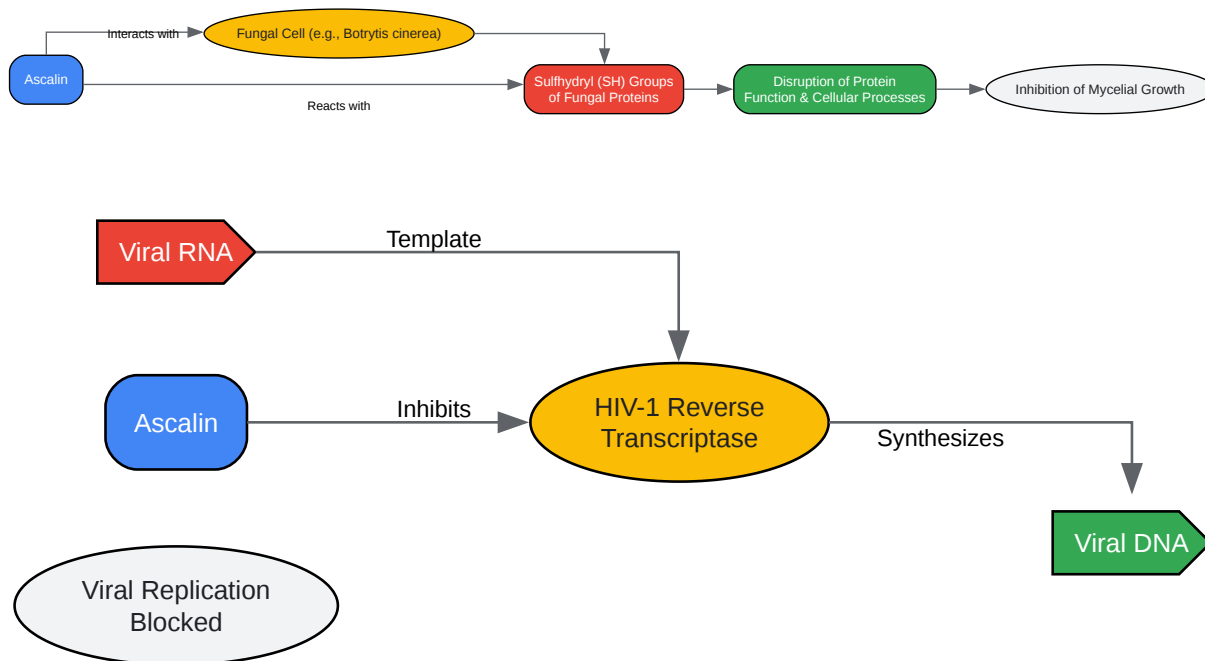 Interacts with
Fungal Cell (e.g., Botrytis cinerea)
Ascalin
Reacts with
Sulfhydryl (SH) Groups
of Fungal Proteins
Disruption of Protein
Function & Cellular Processes
Inhibition of Mycelial Growth
Viral RNA
Template
Ascalin
Inhibits
HIV-1 Reverse
Transcriptase
Synthesizes
Viral DNA
Viral Replication
Blocked